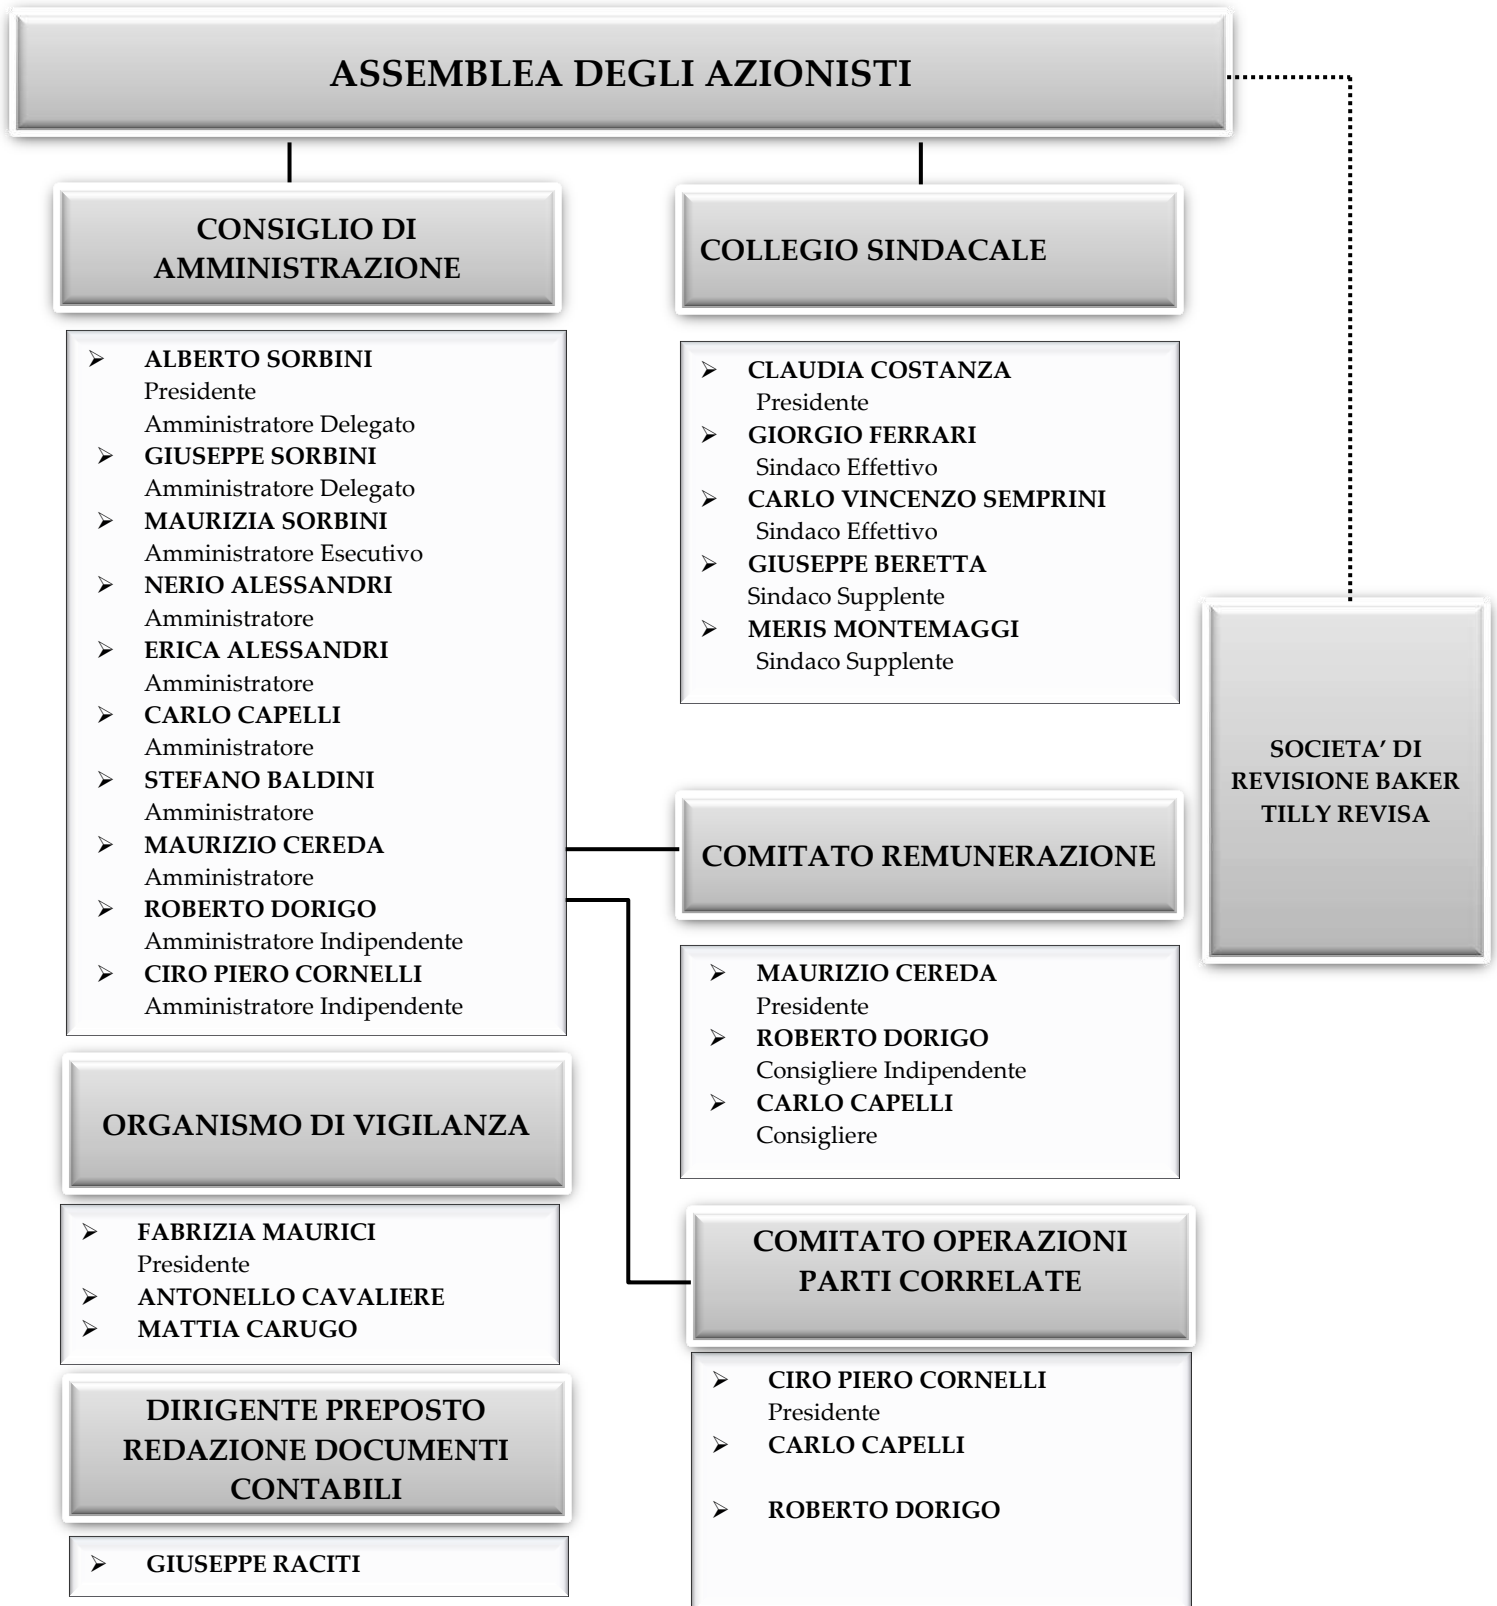 ASSEMBLEA DEGLI AZIONISTI
CONSIGLIO DI
AMMINISTRAZIONE
➢ ALBERTO SORBINI
Presidente
Amministratore Delegato
➢ GIUSEPPE SORBINI
Amministratore Delegato
➢ MAURIZIA SORBINI
Amministratore Esecutivo
➢ NERIO ALESSANDRI
Amministratore
➢ ERICA ALESSANDRI
Amministratore
➢ CARLO CAPELLI
Amministratore
➢ STEFANO BALDINI
Amministratore
➢ MAURIZIO CEREDA
Amministratore
➢ ROBERTO DORIGO
Amministratore Indipendente
➢ CIRO PIERO CORNELLI
Amministratore Indipendente
COLLEGIO SINDACALE
➢ CLAUDIA COSTANZA
Presidente
➢ GIORGIO FERRARI
Sindaco Effettivo
➢ CARLO VINCENZO SEMPRINI
Sindaco Effettivo
➢ GIUSEPPE BERETTA
Sindaco Supplente
➢ MERIS MONTEMAGGI
Sindaco Supplente
SOCIETA’ DI
REVISIONE BAKER
TILLY REVISA
COMITATO REMUNERAZIONE
➢ MAURIZIO CEREDA
Presidente
➢ ROBERTO DORIGO
Consigliere Indipendente
➢ CARLO CAPELLI
Consigliere
ORGANISMO DI VIGILANZA
➢ FABRIZIA MAURICI
Presidente
➢ ANTONELLO CAVALIERE
➢ MATTIA CARUGO
COMITATO OPERAZIONI
PARTI CORRELATE
➢ CIRO PIERO CORNELLI
Presidente
➢ CARLO CAPELLI
➢ ROBERTO DORIGO
DIRIGENTE PREPOSTO
REDAZIONE DOCUMENTI
CONTABILI
➢ GIUSEPPE RACITI